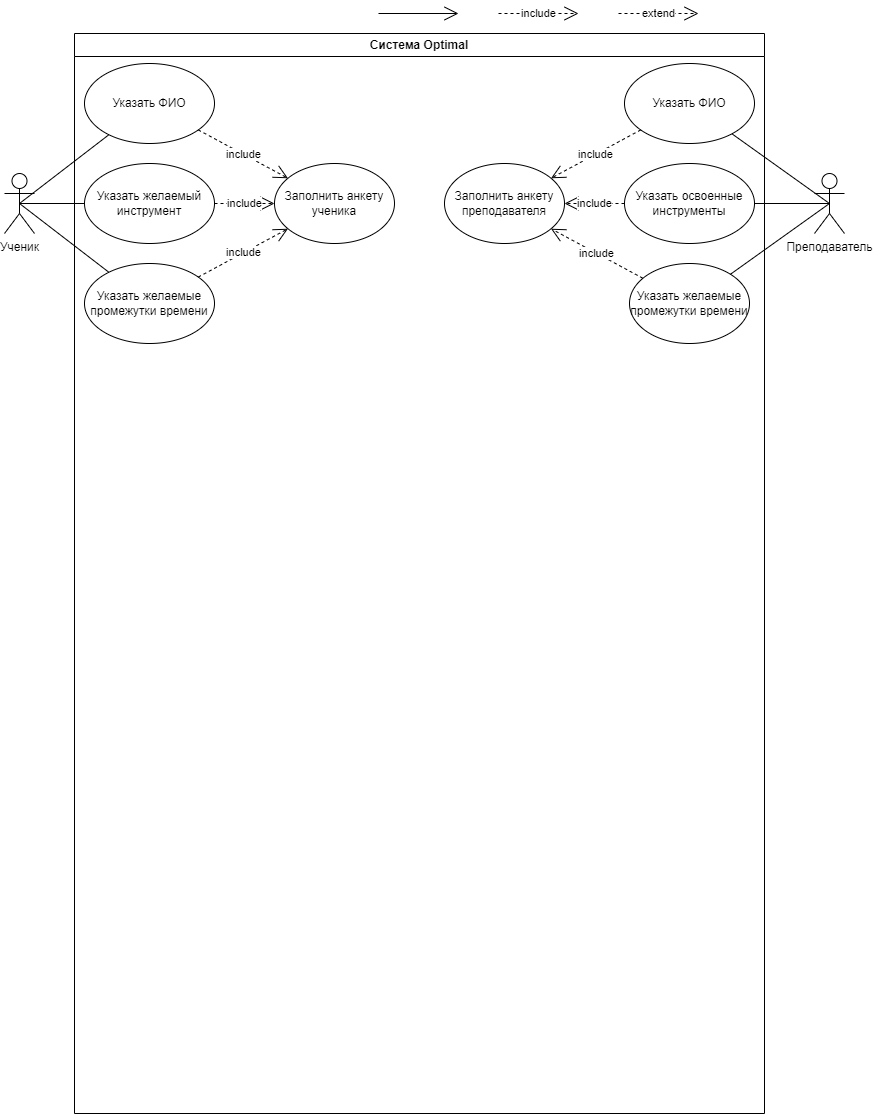 include
extend
Система Optimal
Указать ФИО
Указать ФИО
include
include
Указать желаемый
инструмент
include
Заполнить анкету
ученика
Заполнить анкету
преподавателя
include
Указать освоенные
инструменты
Ученик
Преподаватель
include
include
Указать желаемые
промежутки времени
Указать желаемые
промежутки времени